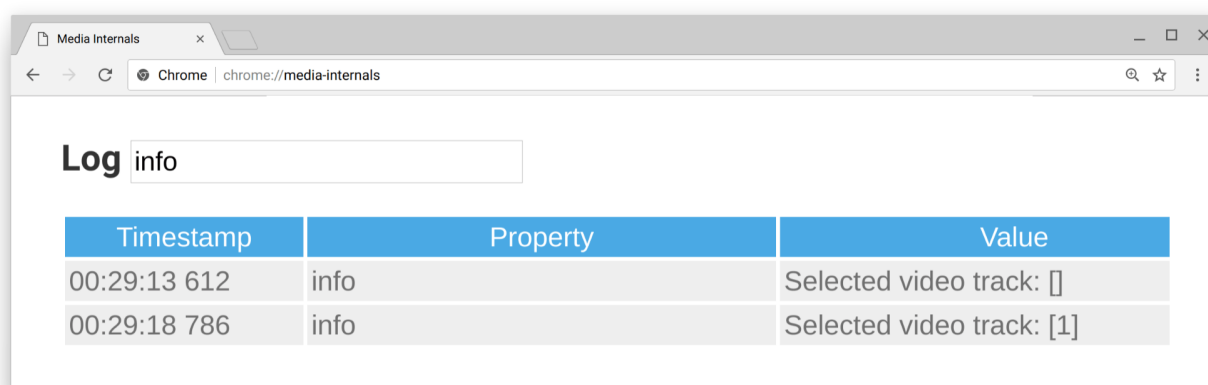 Media Internals
Chrome chrome://media-internals
Log info
Timestamp Property Value
00:29:13 612 info Selected video track: []
00:29:18 786 info Selected video track: [1]